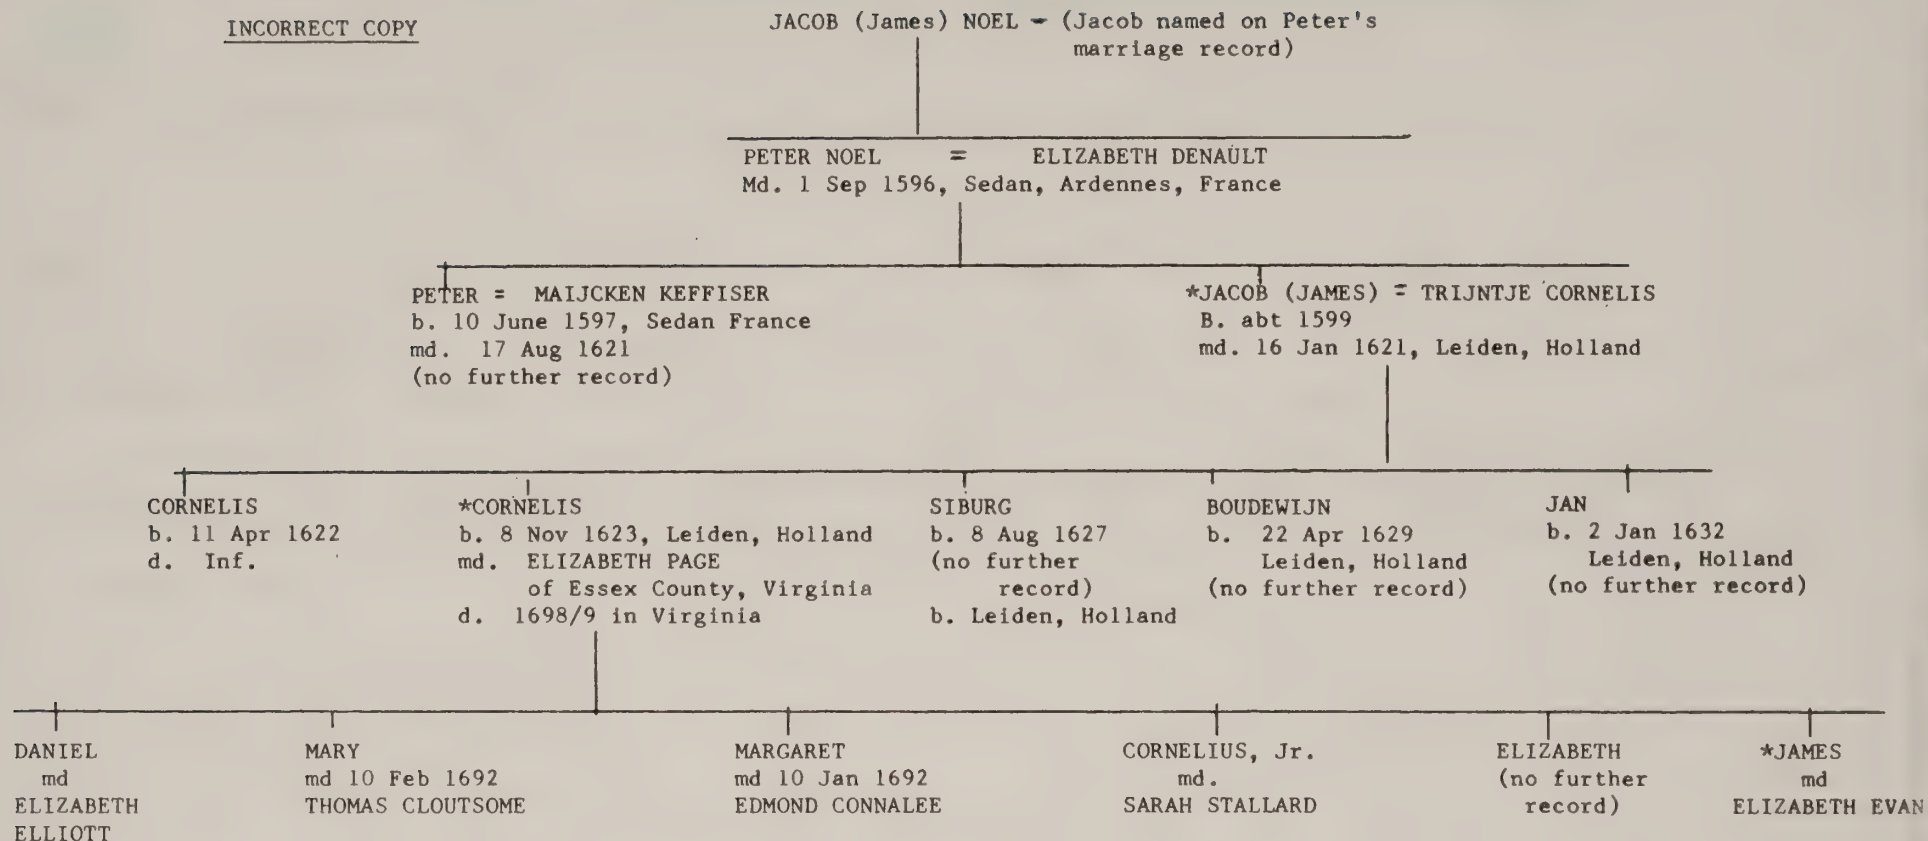 INCORRECT COPY
JACOB (James) NOEL - (Jacob named on Peter's
marriage record)
PETER NOEL = ELIZABETH DENAULT
Md. 1 Sep 1596, Sedan, Ardennes, France
PETER = MAIJCKEN KEFFISER
b. 10 June 1597, Sedan France
md. 17 Aug 1621
(no further record)
*JACOB (JAMES) = TRIJNTJE CORNELIS
B. abt 1599
md. 16 Jan 1621, Leiden, Holland
CORNELIS
b. 11 Apr 1622
d. Inf.
*CORNELIS
b. 8 Nov 1623, Leiden, Holland
md. ELIZABETH PAGE
of Essex County, Virginia
d. 1698/9 in Virginia
SIBURG
b. 8 Aug 1627
(no further
record)
b. Leiden, Holland
BOUDEWIJN
b. 22 Apr 1629
Leiden, Holland
(no further record)
JAN
b. 2 Jan 1632
Leiden, Holland
(no further record)
DANIEL
md
ELIZABETH
ELLIOTT
MARY
md 10 Feb 1692
THOMAS CLOUTSOME
MARGARET
md 10 Jan 1692
EDMOND CONNALEE
CORNELIUS, Jr.
md.
SARAH STALLARD
ELIZABETH
(no further
record)
*JAMES
md
ELIZABETH EVAN